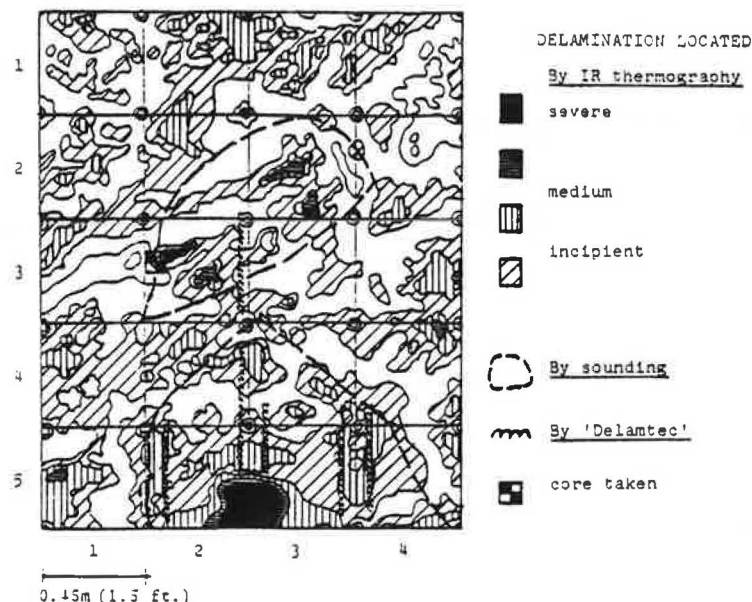 DELAMINATION LOCATED
By IR thermography
severe
medium
incipient
By sounding
By 'Delamtec'
core taken
1
2
3
4
5
1 2 3 4
0.45m (1.5 ft.)